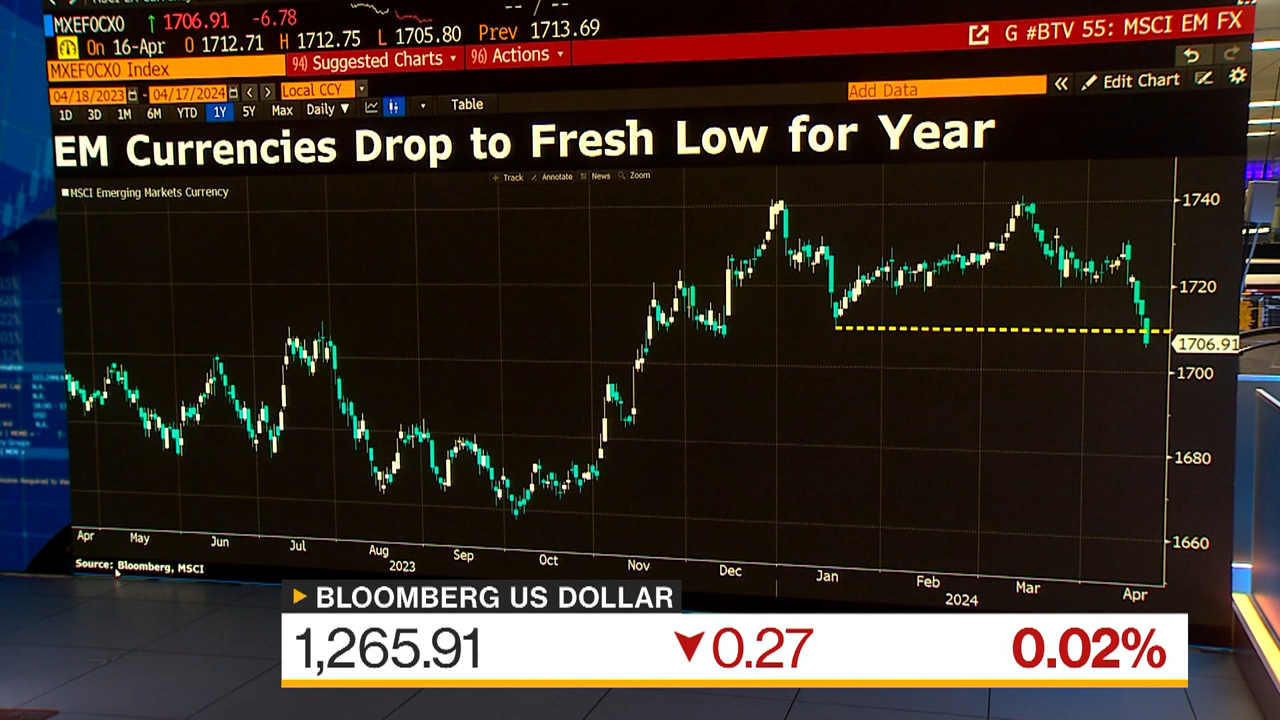 MXEFOCX0 ↑ 1706.91 -6.78 -- / --
On 16-Apr O 1712.71 H 1712.75 L 1705.80 Prev 1713.69
G #BTV 55: MSCI EM FX
MXEFOCX0 Index 94) Suggested Charts 96) Actions
04/18/2023 - 04/17/2024 Local CCY Add Data Edit Chart
1D 3D 1M 6M YTD 1Y 5Y Max Daily ▼ Table
EM Currencies Drop to Fresh Low for Year
Track Annotate News Zoom
MSCI Emerging Markets Currency
1740
1720
1706.91
1700
1680
1660
Apr May Jun Jul Aug Sep Oct Nov Dec Jan Feb Mar Apr
2023 2024
Source: Bloomberg, MSCI
BLOOMBERG US DOLLAR
1,265.91 ▼0.27 0.02%